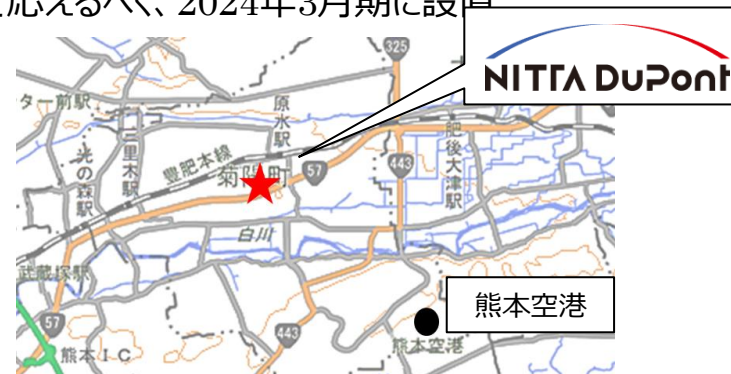 応えるべく、2024年3月期に設置
NITTA DuPont
325
ター前駅
原水駅
三里木駅
光の森駅
豊肥本線
菊陽町
57
443
肥後大津駅
白川
武蔵塚駅
熊本空港
57
443
熊本IC
熊本空港